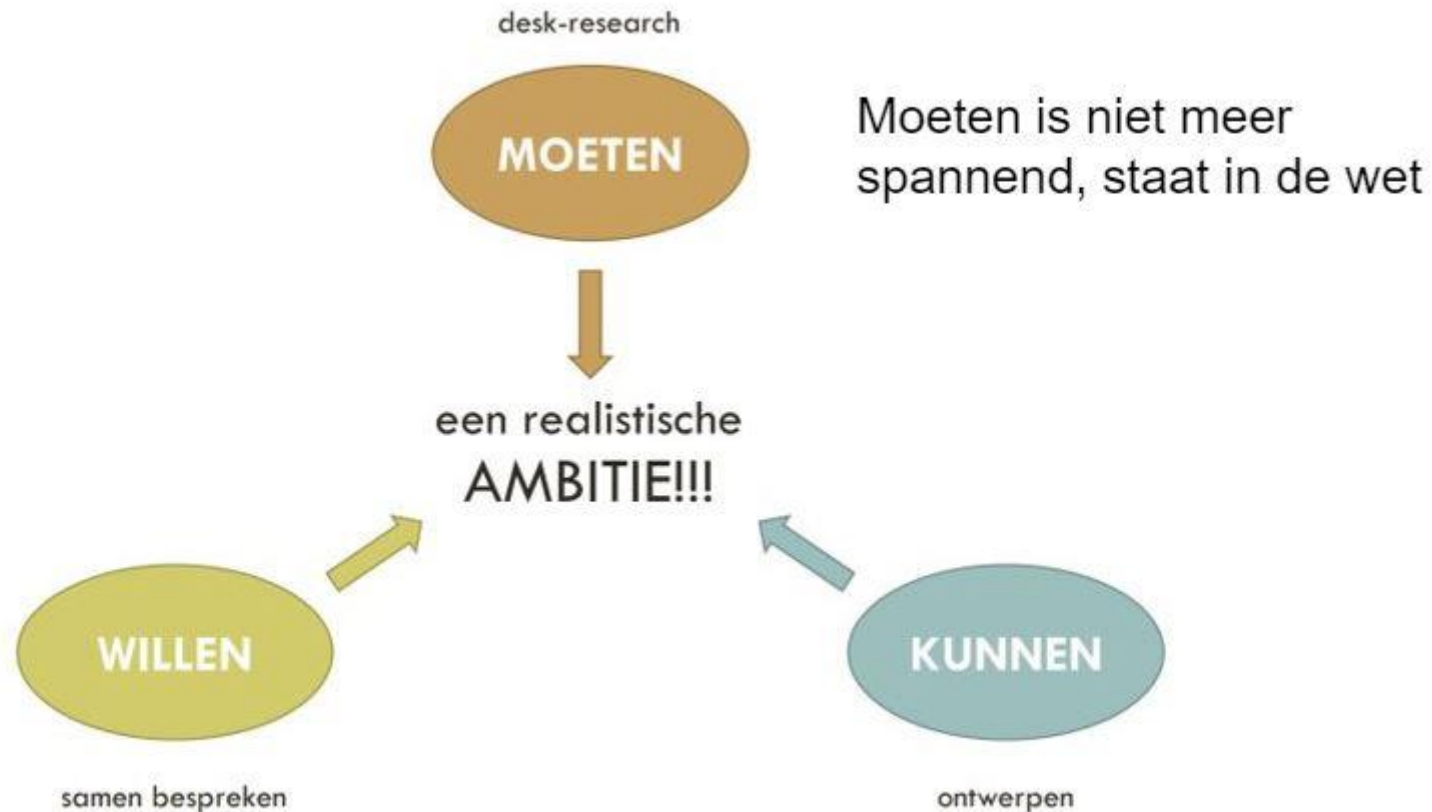 desk-research
MOETEN
Moeten is niet meer
spannend, staat in de wet
een realistische
AMBITIE!!!
WILLEN
KUNNEN
samen bespreken
ontwerpen